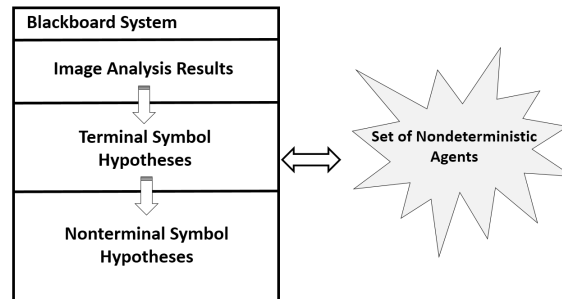 Blackboard System
Image Analysis Results
Terminal Symbol
Hypotheses
Nonterminal Symbol
Hypotheses
Set of Nondeterministic
Agents